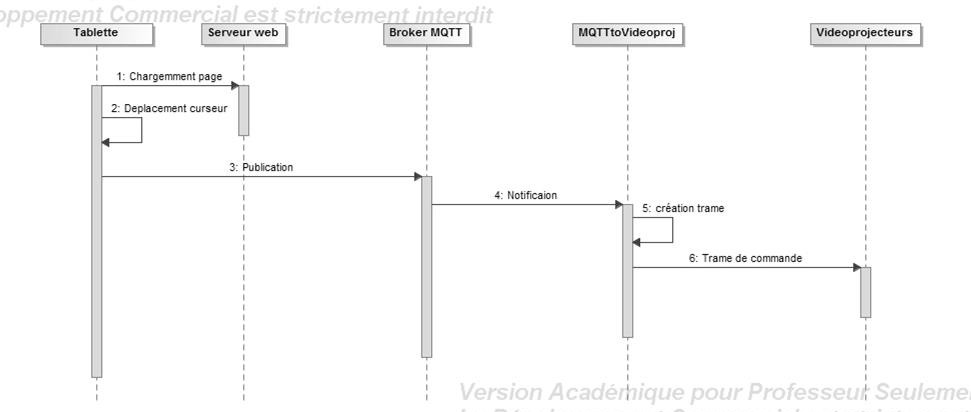 oppement Commercial est strictement interdit
Tablette
Serveur web
Broker MQTT
MQTTtoVideoproj
Videoprojecteurs
1: Chargemment page
2: Deplacement curseur
3: Publication
4: Notificaion
5: création trame
6: Trame de commande
Version Académique pour Professeur Seuleme